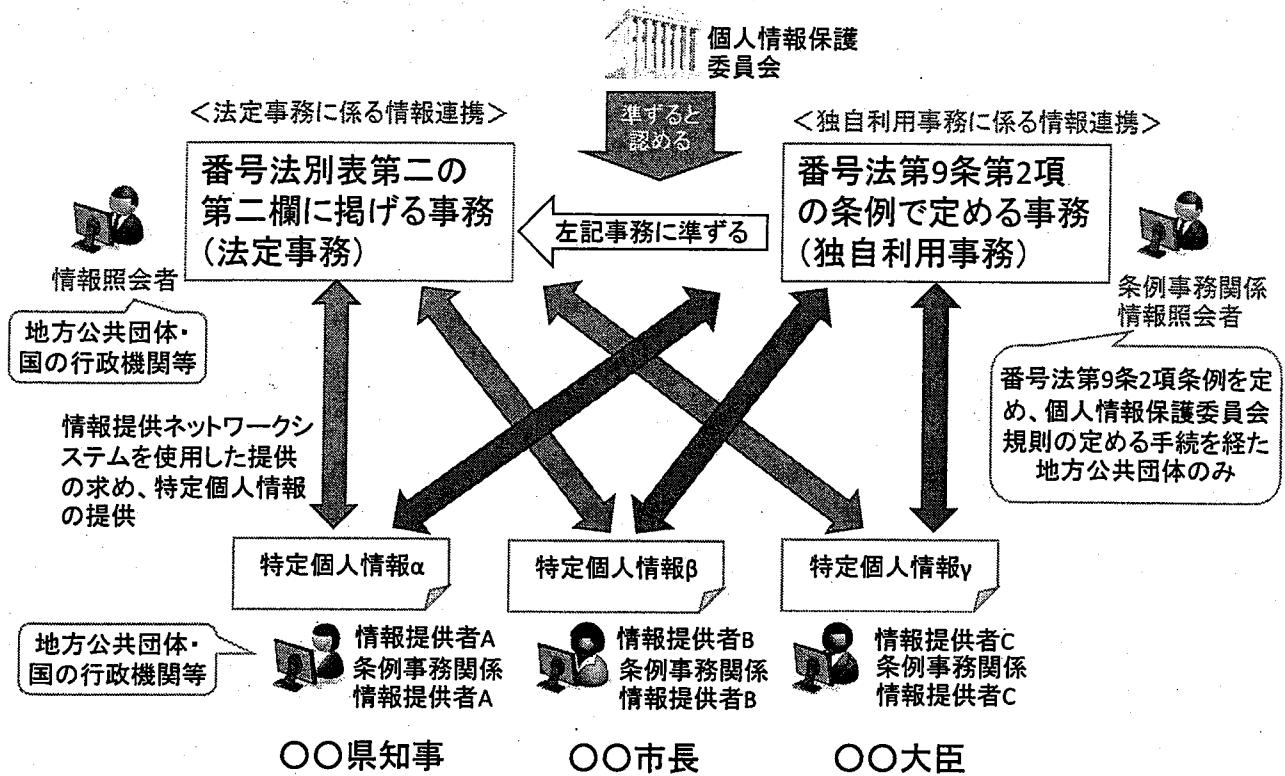 個人情報保護
委員会
準ずると
認める
＜法定事務に係る情報連携＞
番号法別表第二の
第二欄に掲げる事務
（法定事務）
左記事務に準ずる
＜独自利用事務に係る情報連携＞
番号法第9条第2項
の条例で定める事務
（独自利用事務）
情報照会者
地方公共団体・
国の行政機関等
条例事務関係
情報照会者
番号法第9条2項条例を定
め、個人情報保護委員会
規則の定める手続を経た
地方公共団体のみ
情報提供ネットワークシ
ステムを使用した提供
の求め、特定個人情報
の提供
特定個人情報α
特定個人情報β
特定個人情報γ
地方公共団体・
国の行政機関等
情報提供者A
条例事務関係
情報提供者A
情報提供者B
条例事務関係
情報提供者B
情報提供者C
条例事務関係
情報提供者C
〇〇県知事
〇〇市長
〇〇大臣